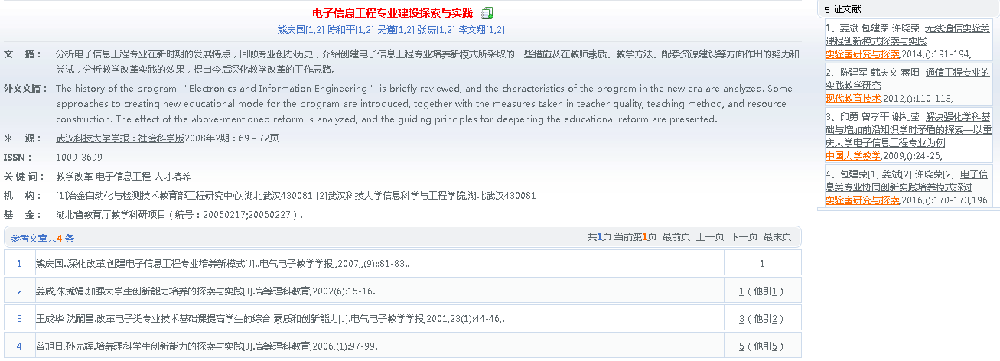 电子信息工程专业建设探索与实践
熊庆国[1,2] 陈和平[1,2] 吴谨[1,2] 张涛[1,2] 李文翔[1,2]
文 摘： 分析电子信息工程专业在新时期的发展特点，回顾专业创办历史，介绍创建电子信息工程专业培养新模式所采取的一些措施及在教师素质、教学方法、配套资源建设等方面作出的努力和
尝试，分析教学改革实践的效果，提出今后深化教学改革的工作思路。
外文文摘： The history of the program ＂Electronics and Information Engineering＂ is briefly reviewed, and the characteristics of the program in the new era are analyzed. Some
approaches to creating new educational mode for the program are introduced, together with the measures taken in teacher quality, teaching method, and resource
construction. The effect of the above-mentioned reform is analyzed, and the guiding principles for deepening the educational reform are presented.
来 源： 武汉科技大学学报：社会科学版2008年2期：69－72页
ISSN： 1009-3699
关 键 词： 教学改革 电子信息工程 人才培养
机 构： [1]冶金自动化与检测技术教育部工程研究中心,湖北武汉430081 [2]武汉科技大学信息科学与工程学院,湖北武汉430081
基 金： 湖北省教育厅教学科研项目（编号：20060217;20060227）.
参考文章共4 条 共1页 当前第1页 最前页 上一页 下一页 最末页
1 熊庆国..深化改革,创建电子信息工程专业培养新模式[J]..电气电子教学学报,,2007,,(9)::81-83.. 1
2 姜威,朱秀娟.加强大学生创新能力培养的探索与实践[J].高等理科教育,2002(6):15-16. 1（他引1）
3 王成华 沈嗣昌.改革电子类专业技术基础课提高学生的综合 素质和创新能力[J].电气电子教学学报,2001,23(1):44-46,. 3（他引2）
4 曾旭日,孙克辉.培养理科学生创新能力的探索与实践[J].高等理科教育,2006,(1):97-99. 5（他引5）
引证文献
1、姜斌 包建荣 许晓荣 无线通信实验类
课程创新模式探索与实践
实验室研究与探索,2014,():191-194,
2、陈建军 韩庆文 蒋阳 通信工程专业的
实践教学研究
现代教育技术,2012,():110-113,
3、印勇 曾孝平 谢礼莹 解决强化学科基
础与增加前沿知识学时矛盾的探索—以重
庆大学电子信息工程专业为例
中国大学教学,2009,():24-26,
4、包建荣[1] 姜斌[2] 许晓荣[2] 电子信
息类专业协同创新实践培养模式探讨
实验室研究与探索,2016,():170-173,196